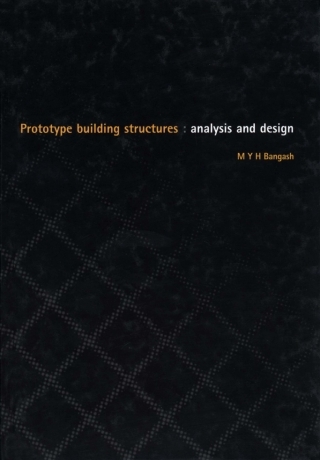 Prototype building structures : analysis and design
M Y H Bangash